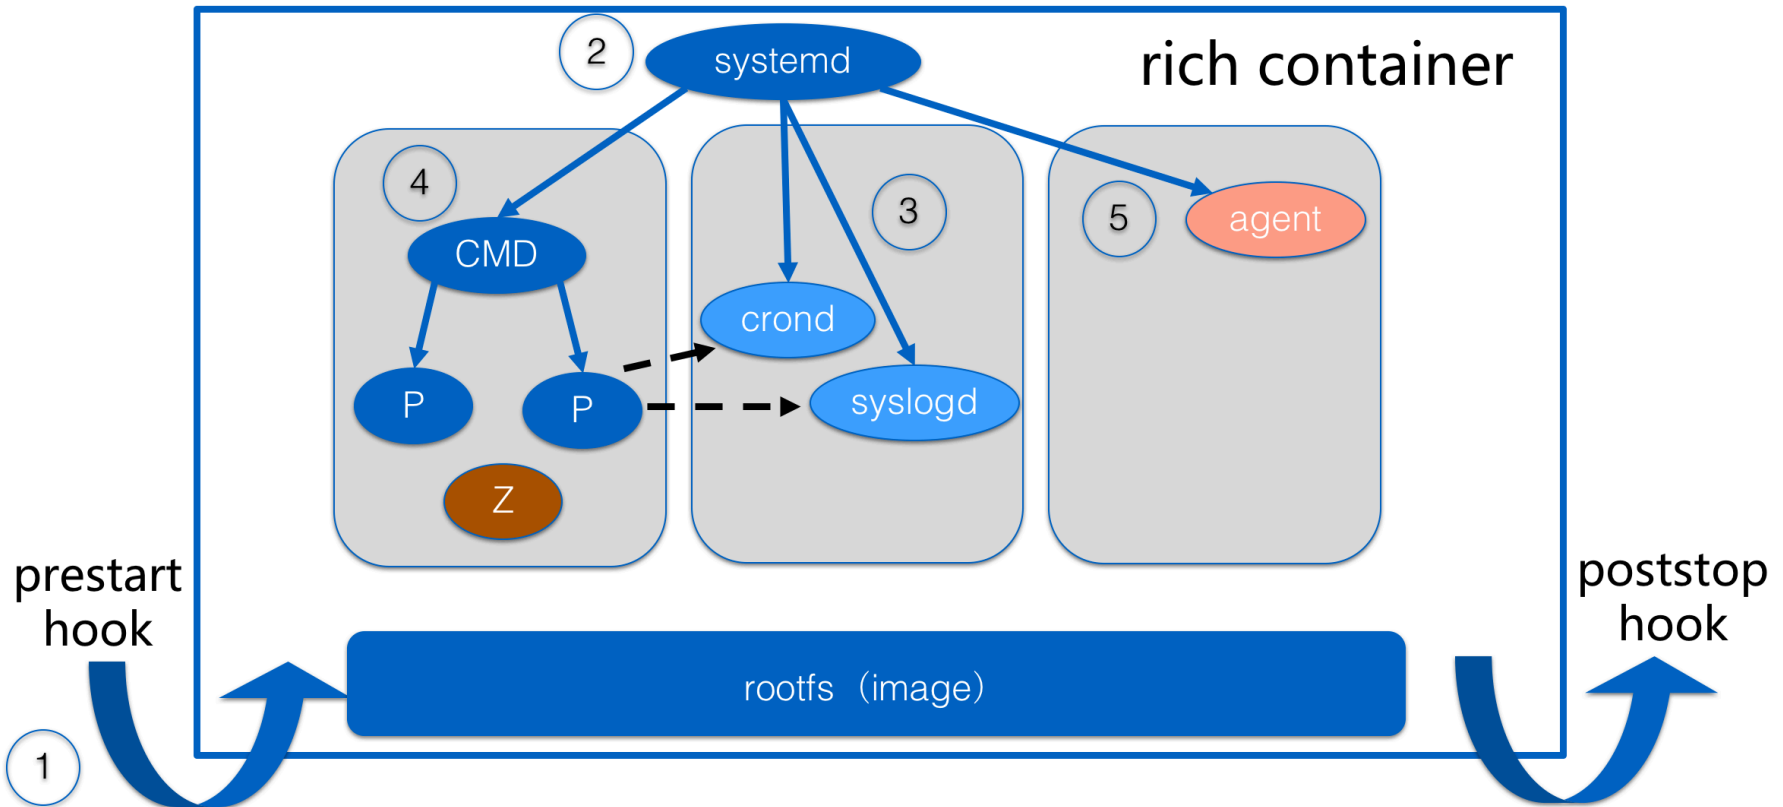 2
systemd
rich container
4
3
5
agent
CMD
crond
P
P
syslogd
Z
prestart
hook
poststop
hook
rootfs（image）
1